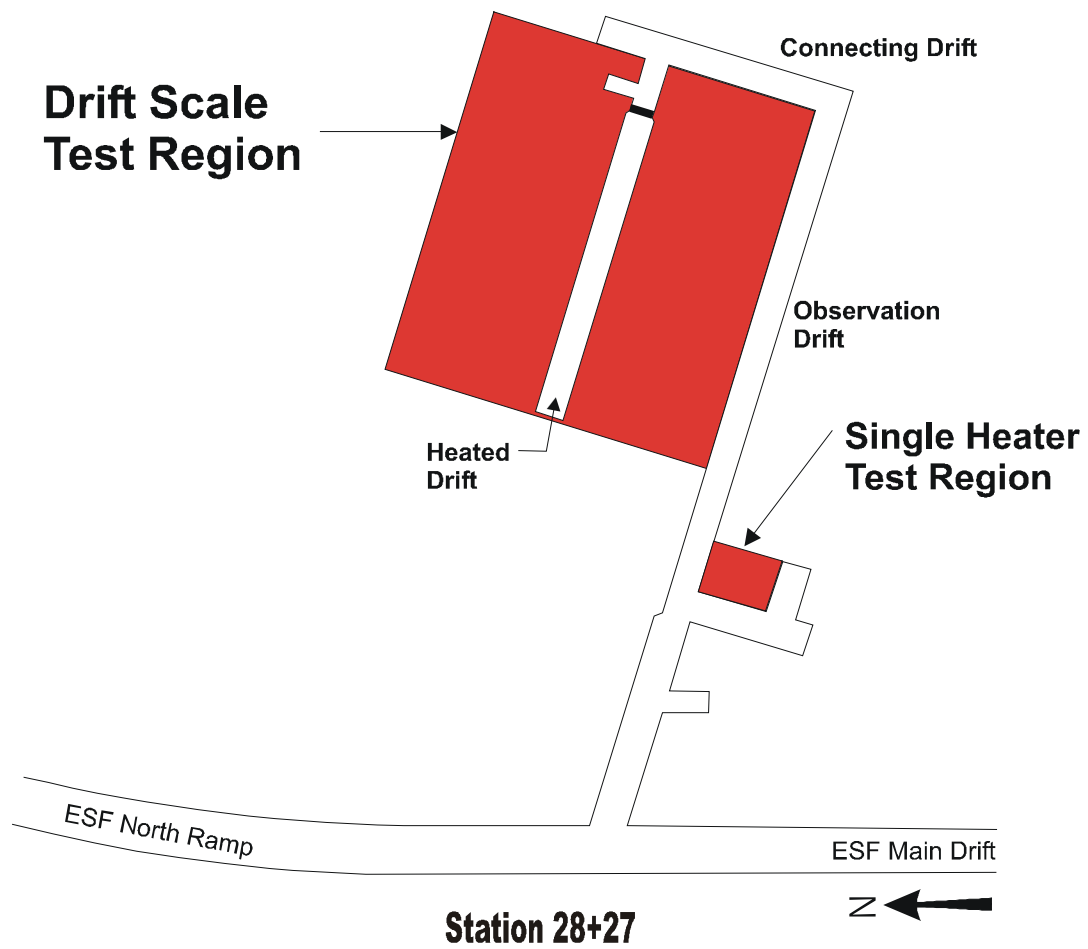 Connecting Drift
Drift Scale
Test Region
Observation
Drift
Heated
Drift
Single Heater
Test Region
ESF North Ramp
ESF Main Drift
N
Station 28+27